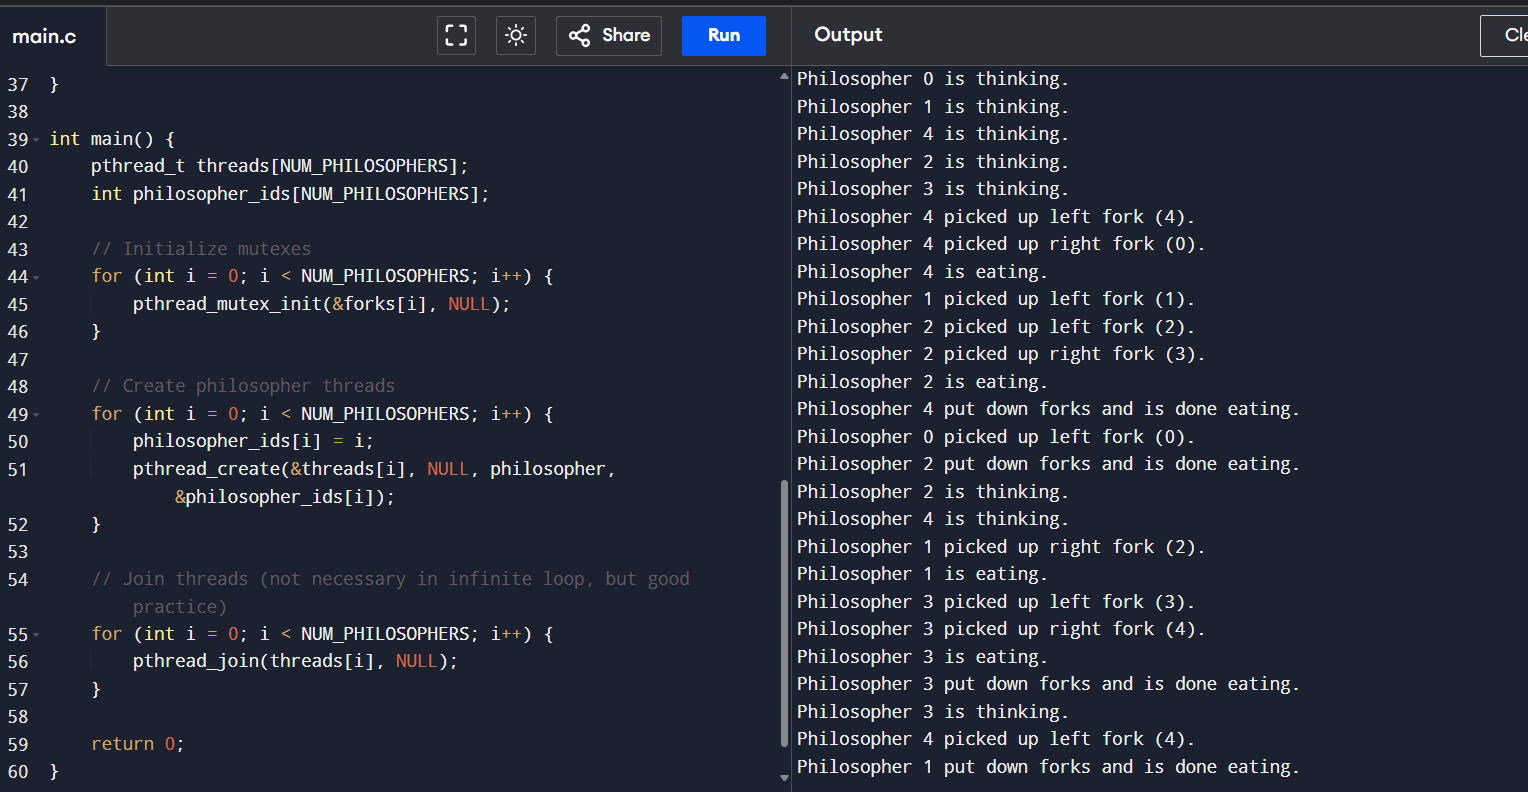 main.c
Share
Run
Output
Cle
37 }
38
39 int main() {
40 pthread_t threads[NUM_PHILOSOPHERS];
41 int philosopher_ids[NUM_PHILOSOPHERS];
42
43 // Initialize mutexes
44 for (int i = 0; i < NUM_PHILOSOPHERS; i++) {
45 pthread_mutex_init(&forks[i], NULL);
46 }
47
48 // Create philosopher threads
49 for (int i = 0; i < NUM_PHILOSOPHERS; i++) {
50 philosopher_ids[i] = i;
51 pthread_create(&threads[i], NULL, philosopher,
&philosopher_ids[i]);
52 }
53
54 // Join threads (not necessary in infinite loop, but good
practice)
55 for (int i = 0; i < NUM_PHILOSOPHERS; i++) {
56 pthread_join(threads[i], NULL);
57 }
58
59 return 0;
60 }
Philosopher 0 is thinking.
Philosopher 1 is thinking.
Philosopher 4 is thinking.
Philosopher 2 is thinking.
Philosopher 3 is thinking.
Philosopher 4 picked up left fork (4).
Philosopher 4 picked up right fork (0).
Philosopher 4 is eating.
Philosopher 1 picked up left fork (1).
Philosopher 2 picked up left fork (2).
Philosopher 2 picked up right fork (3).
Philosopher 2 is eating.
Philosopher 4 put down forks and is done eating.
Philosopher 0 picked up left fork (0).
Philosopher 2 put down forks and is done eating.
Philosopher 2 is thinking.
Philosopher 4 is thinking.
Philosopher 1 picked up right fork (2).
Philosopher 1 is eating.
Philosopher 3 picked up left fork (3).
Philosopher 3 picked up right fork (4).
Philosopher 3 is eating.
Philosopher 3 put down forks and is done eating.
Philosopher 3 is thinking.
Philosopher 4 picked up left fork (4).
Philosopher 1 put down forks and is done eating.